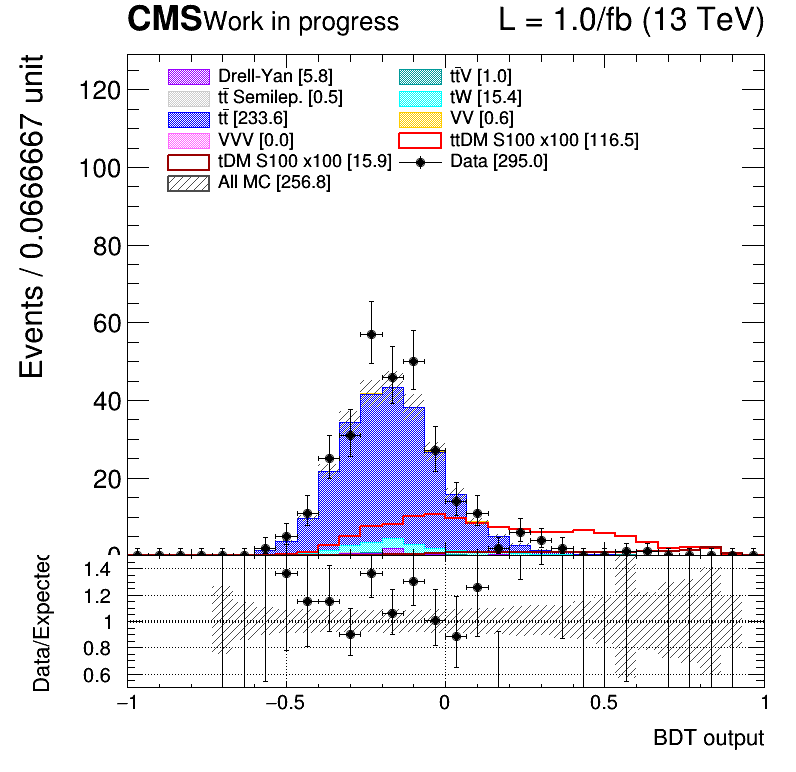 CMS Work in progress L = 1.0/fb (13 TeV)
Drell-Yan [5.8] tt̄V [1.0]
tt̄ Semilep. [0.5] tW [15.4]
tt̄ [233.6] VV [0.6]
VVV [0.0] ttDM S100 x100 [116.5]
tDM S100 x100 [15.9] Data [295.0]
All MC [256.8]
Events / 0.0666667 unit
120
100
80
60
40
20
0
Data/Expected
1.4
1.2
1
0.8
0.6
−1 −0.5 0 0.5 1
BDT output